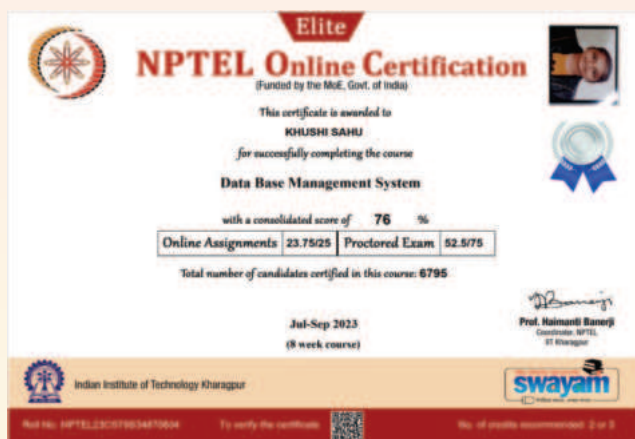 Elite
NPTEL Online Certification
(Funded by the MoE, Govt. of India)
This certificate is awarded to
KHUSHI SAHU
for successfully completing the course
Data Base Management System
with a consolidated score of 76 %
Online Assignments 23.75/25 Proctored Exam 52.5/75
Total number of candidates certified in this course: 6795
Jul-Sep 2023
(8 week course)
Prof. Haimanti Banerji
Coordinator, NPTEL
IIT Kharagpur
Indian Institute of Technology Kharagpur
swayam
Roll No:
To verify the certificate
No. of credits recommended: 2 or 3